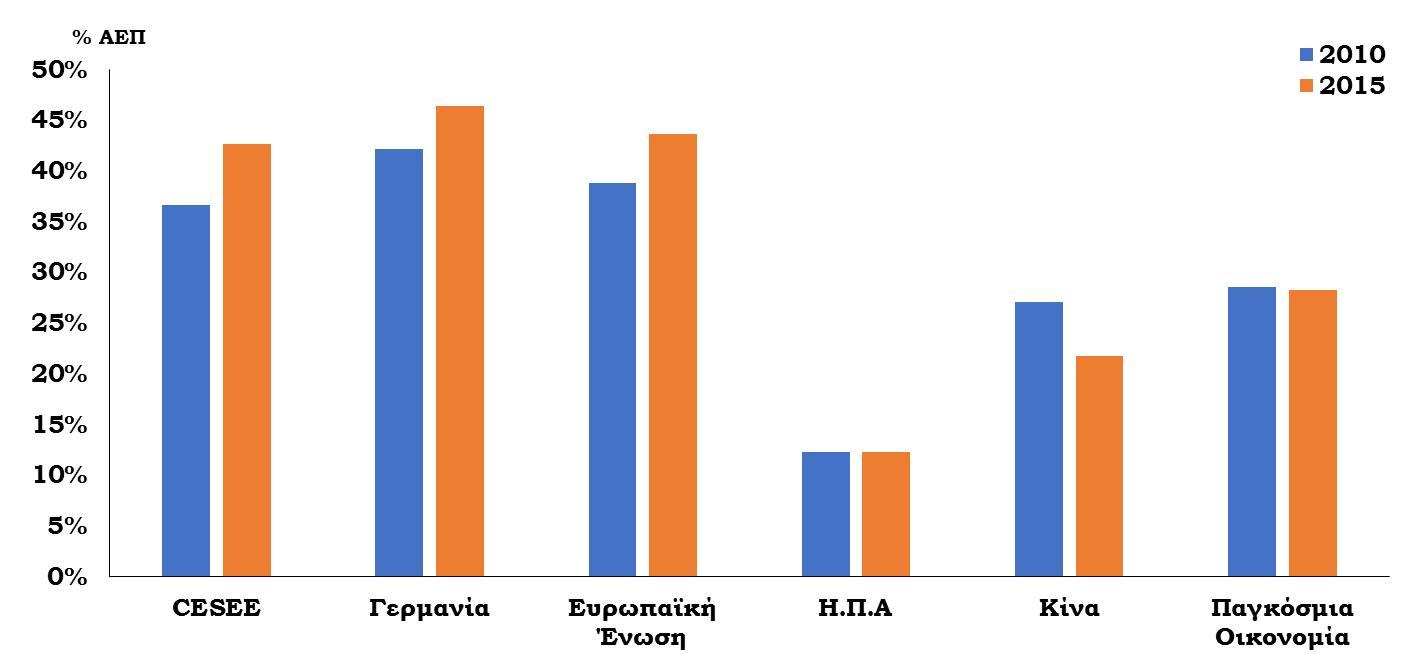 % ΑΕΠ
2010
2015
50%
45%
40%
35%
30%
25%
20%
15%
10%
5%
0%
CESEE
Γερμανία
Ευρωπαϊκή
Ένωση
Η.Π.Α
Κίνα
Παγκόσμια
Οικονομία